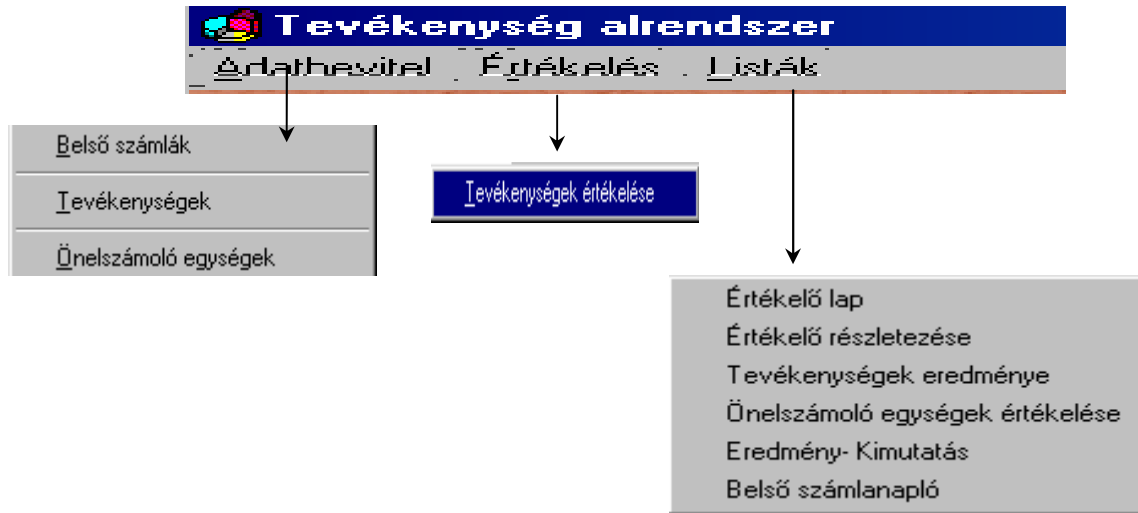 Tevékenység alrendszer
Adatbevitel Értékelés Listák
Belső számlák
Tevékenységek
Önelszámoló egységek
Tevékenységek értékelése
Értékelő lap
Értékelő részletezése
Tevékenységek eredménye
Önelszámoló egységek értékelése
Eredmény- Kimutatás
Belső számlanapló